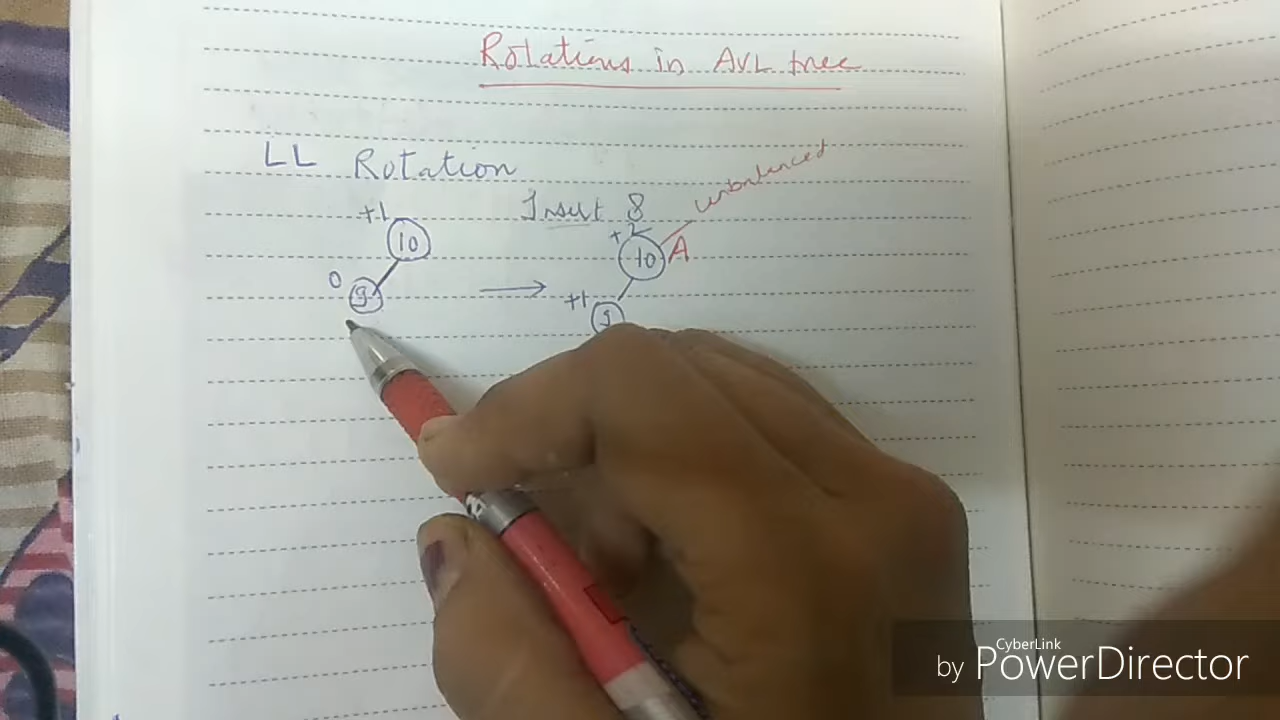 Rotations in AVL tree
LL Rotation
+1
10
0
9
Insert 8
unbalanced
+2
10 A
+1
9
CyberLink
by PowerDirector